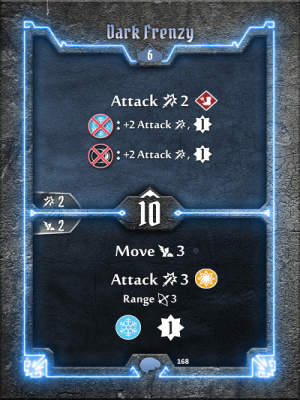 Dark Frenzy
6
Attack 2
: +2 Attack , 1
: +2 Attack , 1
2
10
2
Move 3
Attack 3
Range 3
1
168